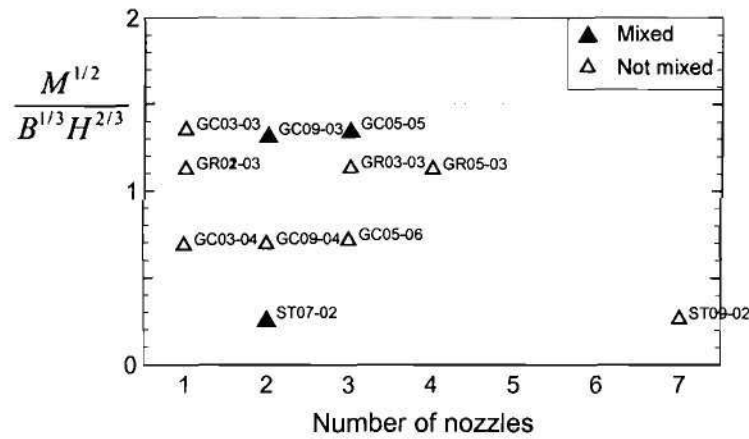 2
Mixed
Not mixed
M^{1/2}
B^{1/3}H^{2/3}
GC03-03
GC09-03
GC05-05
GR02-03
GR03-03
GR05-03
1
GC03-04
GC09-04
GC05-06
ST07-02
ST09-02
0
1 2 3 4 5 6 7
Number of nozzles